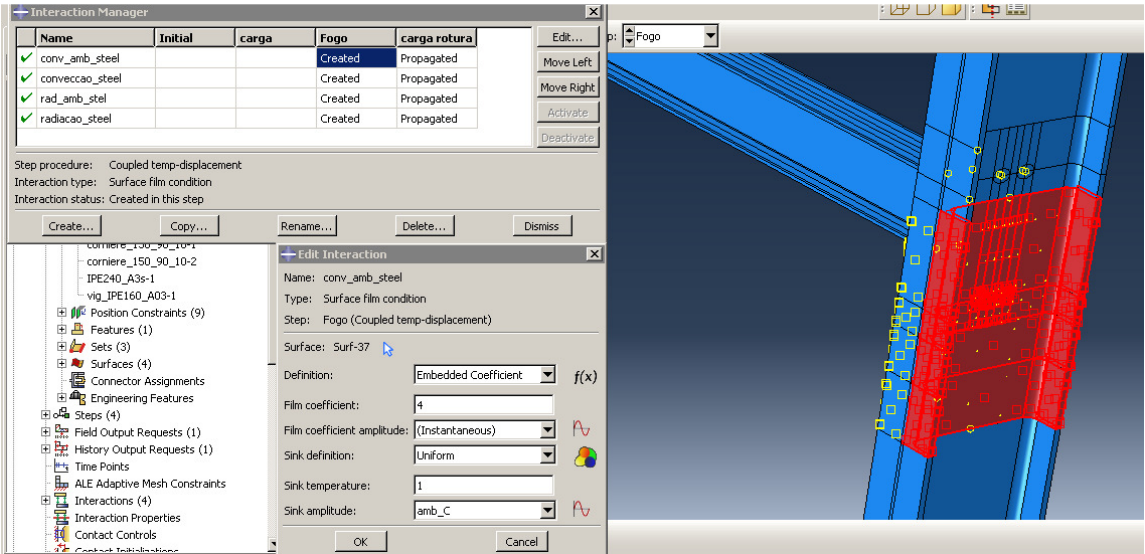 Interaction Manager
Name Initial carga Fogo carga rotura
conv_amb_steel Created Propagated
conveccao_steel Created Propagated
rad_amb_stel Created Propagated
radiacao_steel Created Propagated
Edit...
Move Left
Move Right
Activate
Deactivate
Step procedure: Coupled temp-displacement
Interaction type: Surface film condition
Interaction status: Created in this step
Create... Copy... Rename... Delete... Dismiss
p: Fogo
corniere_150_90_10-1
corniere_150_90_10-2
IPE240_A3s-1
vig_IPE160_A03-1
Position Constraints (9)
Features (1)
Sets (3)
Surfaces (4)
Connector Assignments
Engineering Features
Steps (4)
Field Output Requests (1)
History Output Requests (1)
Time Points
ALE Adaptive Mesh Constraints
Interactions (4)
Interaction Properties
Contact Controls
Contact Initializations
Edit Interaction
Name: conv_amb_steel
Type: Surface film condition
Step: Fogo (Coupled temp-displacement)
Surface: Surf-37
Definition: Embedded Coefficient f(x)
Film coefficient: 4
Film coefficient amplitude: (Instantaneous)
Sink definition: Uniform
Sink temperature: 1
Sink amplitude: amb_C
OK Cancel